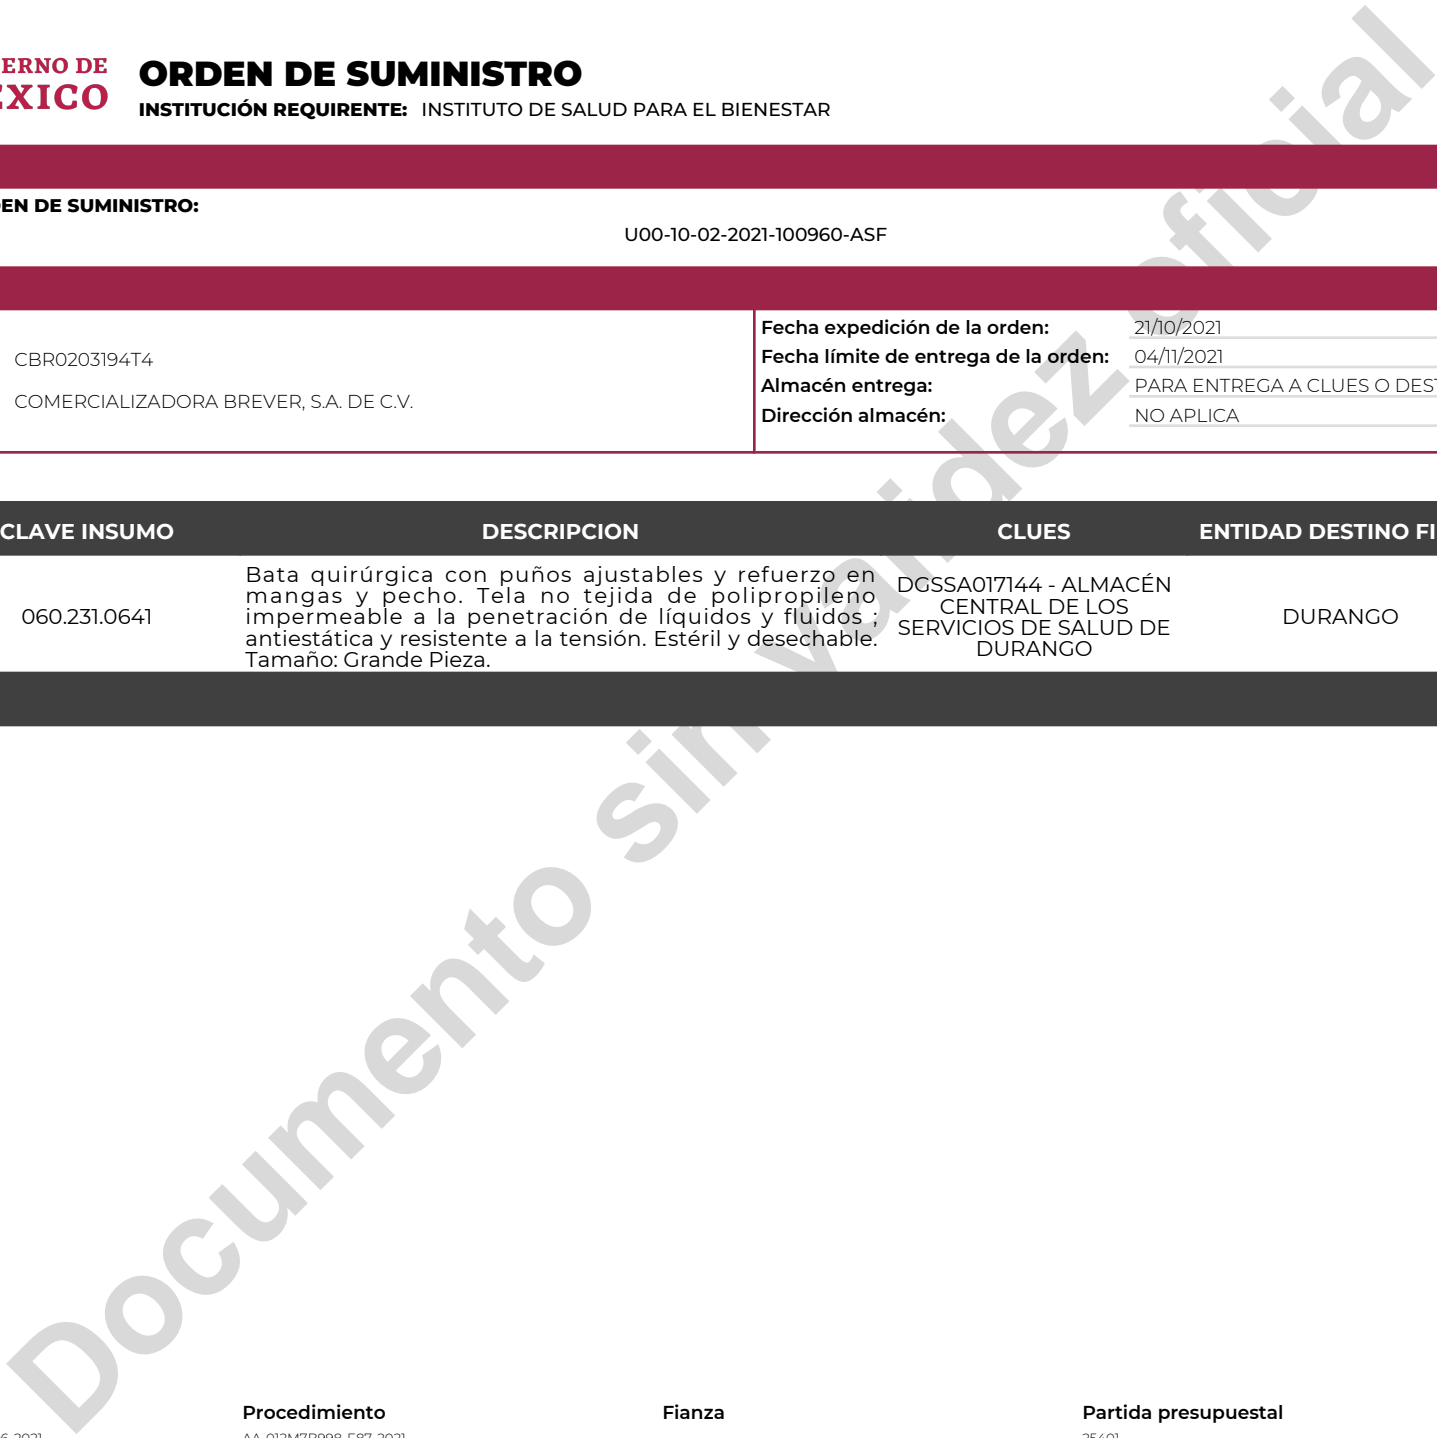 ERNO DE
EXICO
ORDEN DE SUMINISTRO
INSTITUCIÓN REQUIRENTE: INSTITUTO DE SALUD PARA EL BIENESTAR
EN DE SUMINISTRO:
U00-10-02-2021-100960-ASF
CBR0203194T4
COMERCIALIZADORA BREVER, S.A. DE C.V.
Fecha expedición de la orden: 21/10/2021
Fecha límite de entrega de la orden: 04/11/2021
Almacén entrega: PARA ENTREGA A CLUES O DEST
Dirección almacén: NO APLICA
CLAVE INSUMO DESCRIPCION CLUES ENTIDAD DESTINO FI
060.231.0641
Bata quirúrgica con puños ajustables y refuerzo en
mangas y pecho. Tela no tejida de polipropileno
impermeable a la penetración de líquidos y fluidos ;
antiestática y resistente a la tensión. Estéril y desechable.
Tamaño: Grande Pieza.
DGSSA017144 - ALMACÉN
CENTRAL DE LOS
SERVICIOS DE SALUD DE
DURANGO
DURANGO
Documento sin validez oficial
Procedimiento Fianza Partida presupuestal